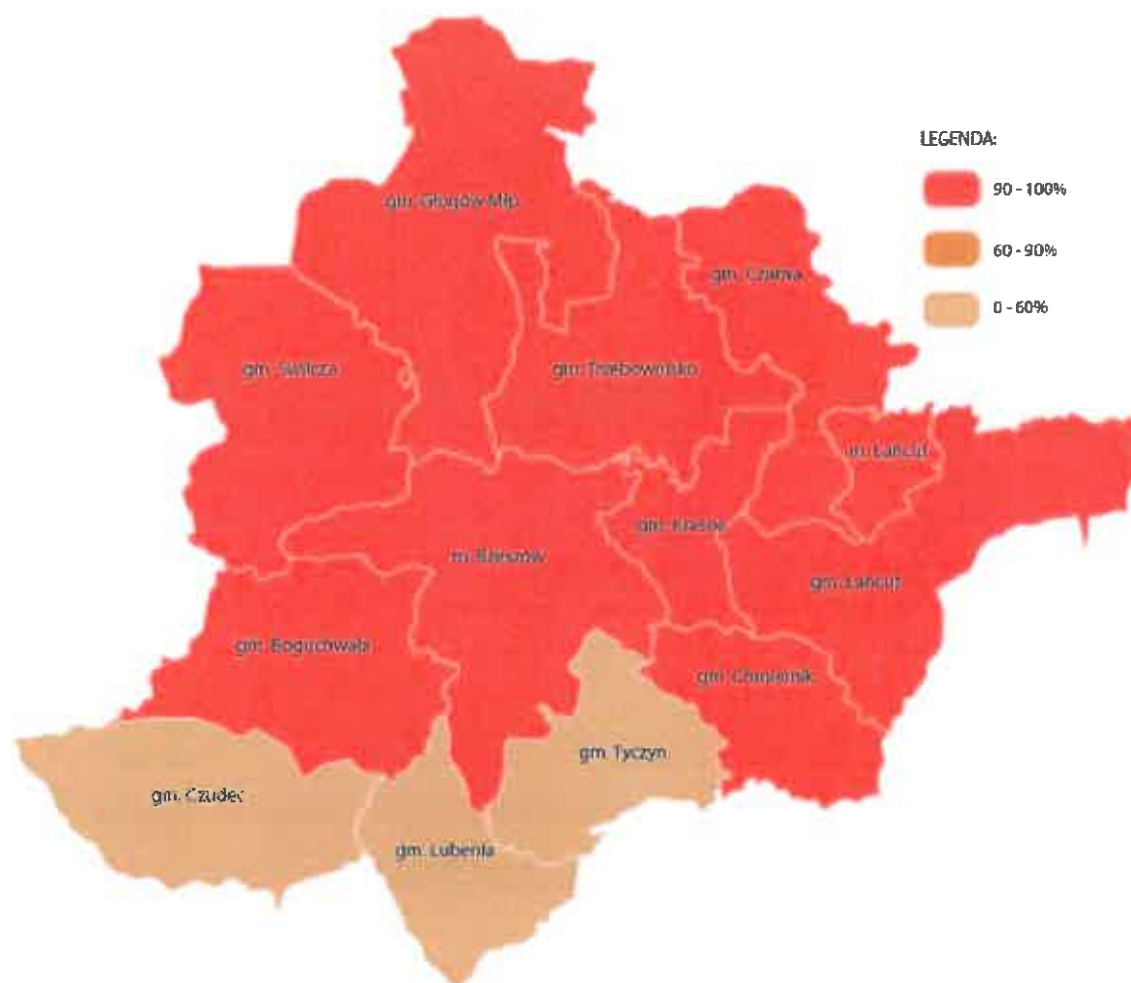 LEGENDA:
90 - 100%
60 - 90%
0 - 60%
gm. Głogów Młp.
gm. Czarna
gm. Świlcza
gm. Trzebownisko
m. Łańcut
gm. Krasne
m. Rzeszów
gm. Łańcut
gm. Boguchwała
gm. Chmielnik
gm. Tyczyn
gm. Czudec
gm. Lubenia